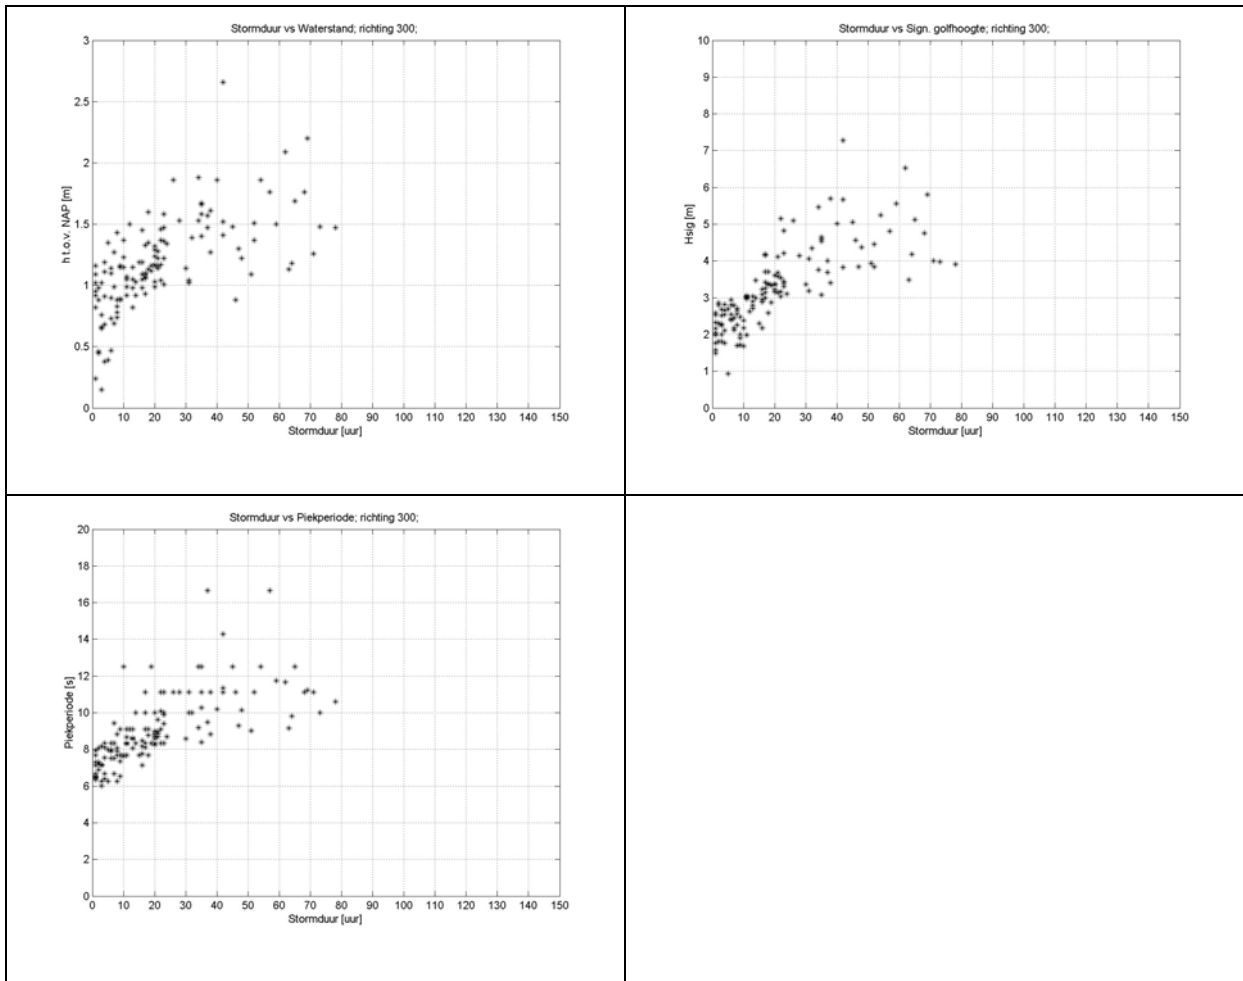 Stormduur vs Waterstand; richting 300;
3
2.5
2
1.5
1
0.5
0
h t.o.v. NAP [m]
0 10 20 30 40 50 60 70 80 90 100 110 120 130 140 150
Stormduur [uur]
Stormduur vs Sign. golfhoogte; richting 300;
10
9
8
7
6
5
4
3
2
1
0
Hsig [m]
0 10 20 30 40 50 60 70 80 90 100 110 120 130 140 150
Stormduur [uur]
Stormduur vs Piekperiode; richting 300;
20
18
16
14
12
10
8
6
4
2
0
Piekperiode [s]
0 10 20 30 40 50 60 70 80 90 100 110 120 130 140 150
Stormduur [uur]